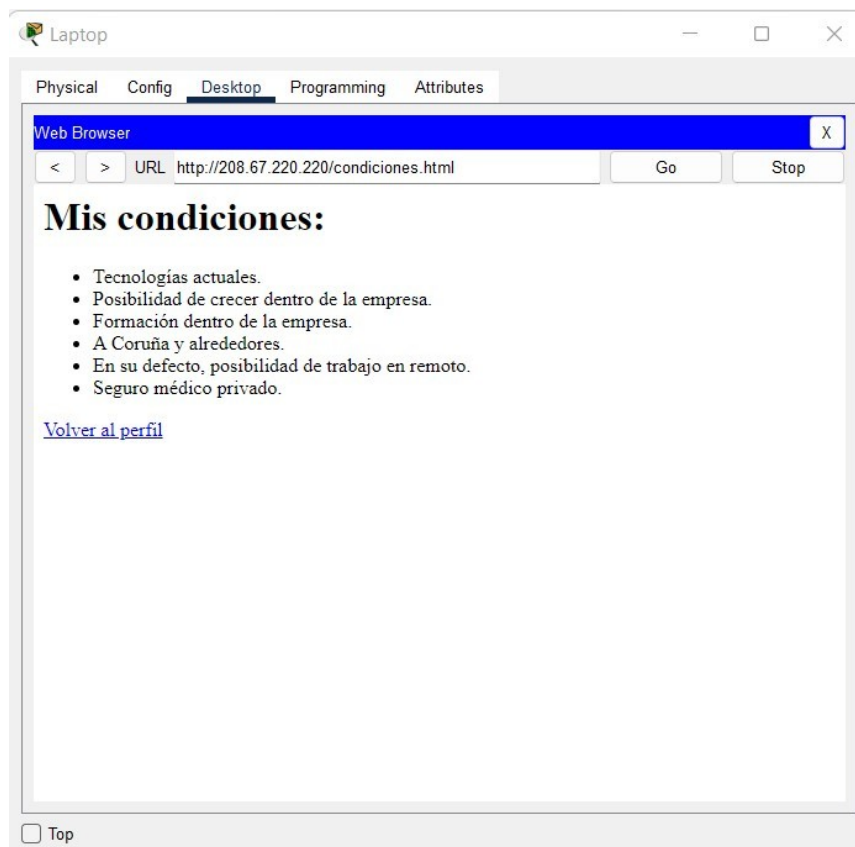 Laptop
Physical Config Desktop Programming Attributes
Web Browser X
< > URL http://208.67.220.220/condiciones.html Go Stop
Mis condiciones:
• Tecnologías actuales.
• Posibilidad de crecer dentro de la empresa.
• Formación dentro de la empresa.
• A Coruña y alrededores.
• En su defecto, posibilidad de trabajo en remoto.
• Seguro médico privado.
Volver al perfil
Top